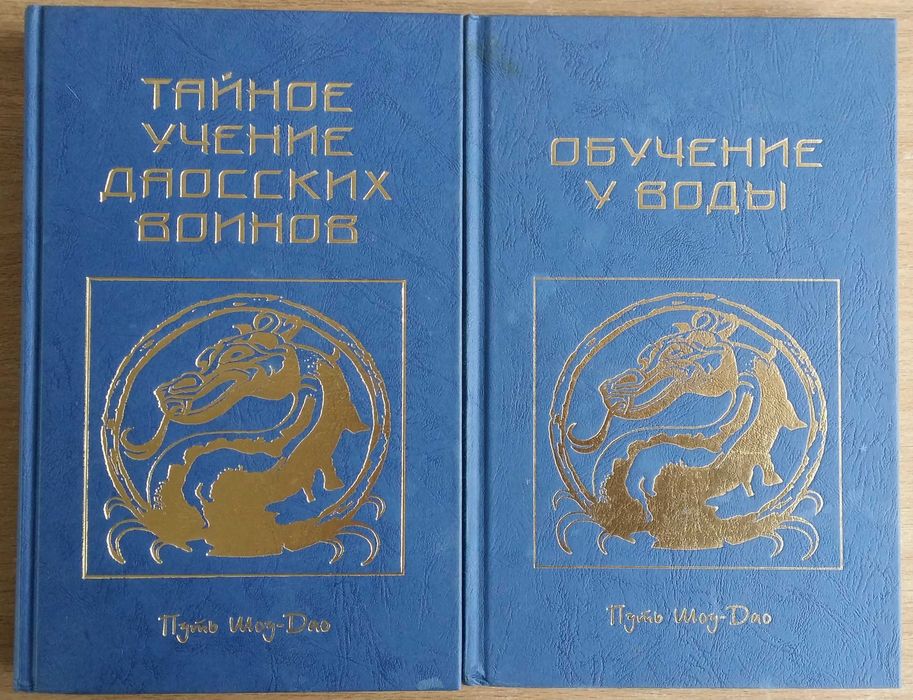 ТАЙНОЕ
УЧЕНИЕ
ДАОССКИХ
ВОИНОВ
Путь Шоу-Дао
ОБУЧЕНИЕ
У ВОДЫ
Путь Шоу-Дао